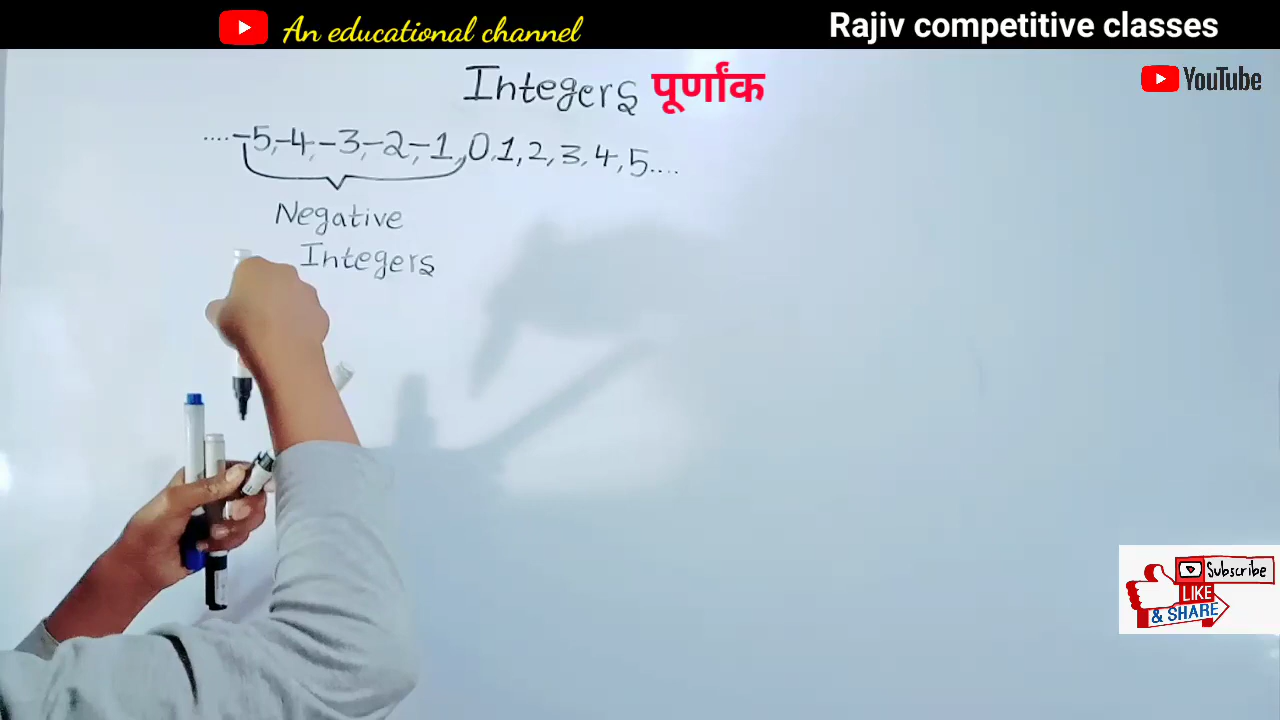 An educational channel
Rajiv competitive classes
YouTube
Integers पूर्णांक
....-5,-4,-3,-2,-1,0,1,2,3,4,5....
Negative
Integers
Subscribe
LIKE
& SHARE